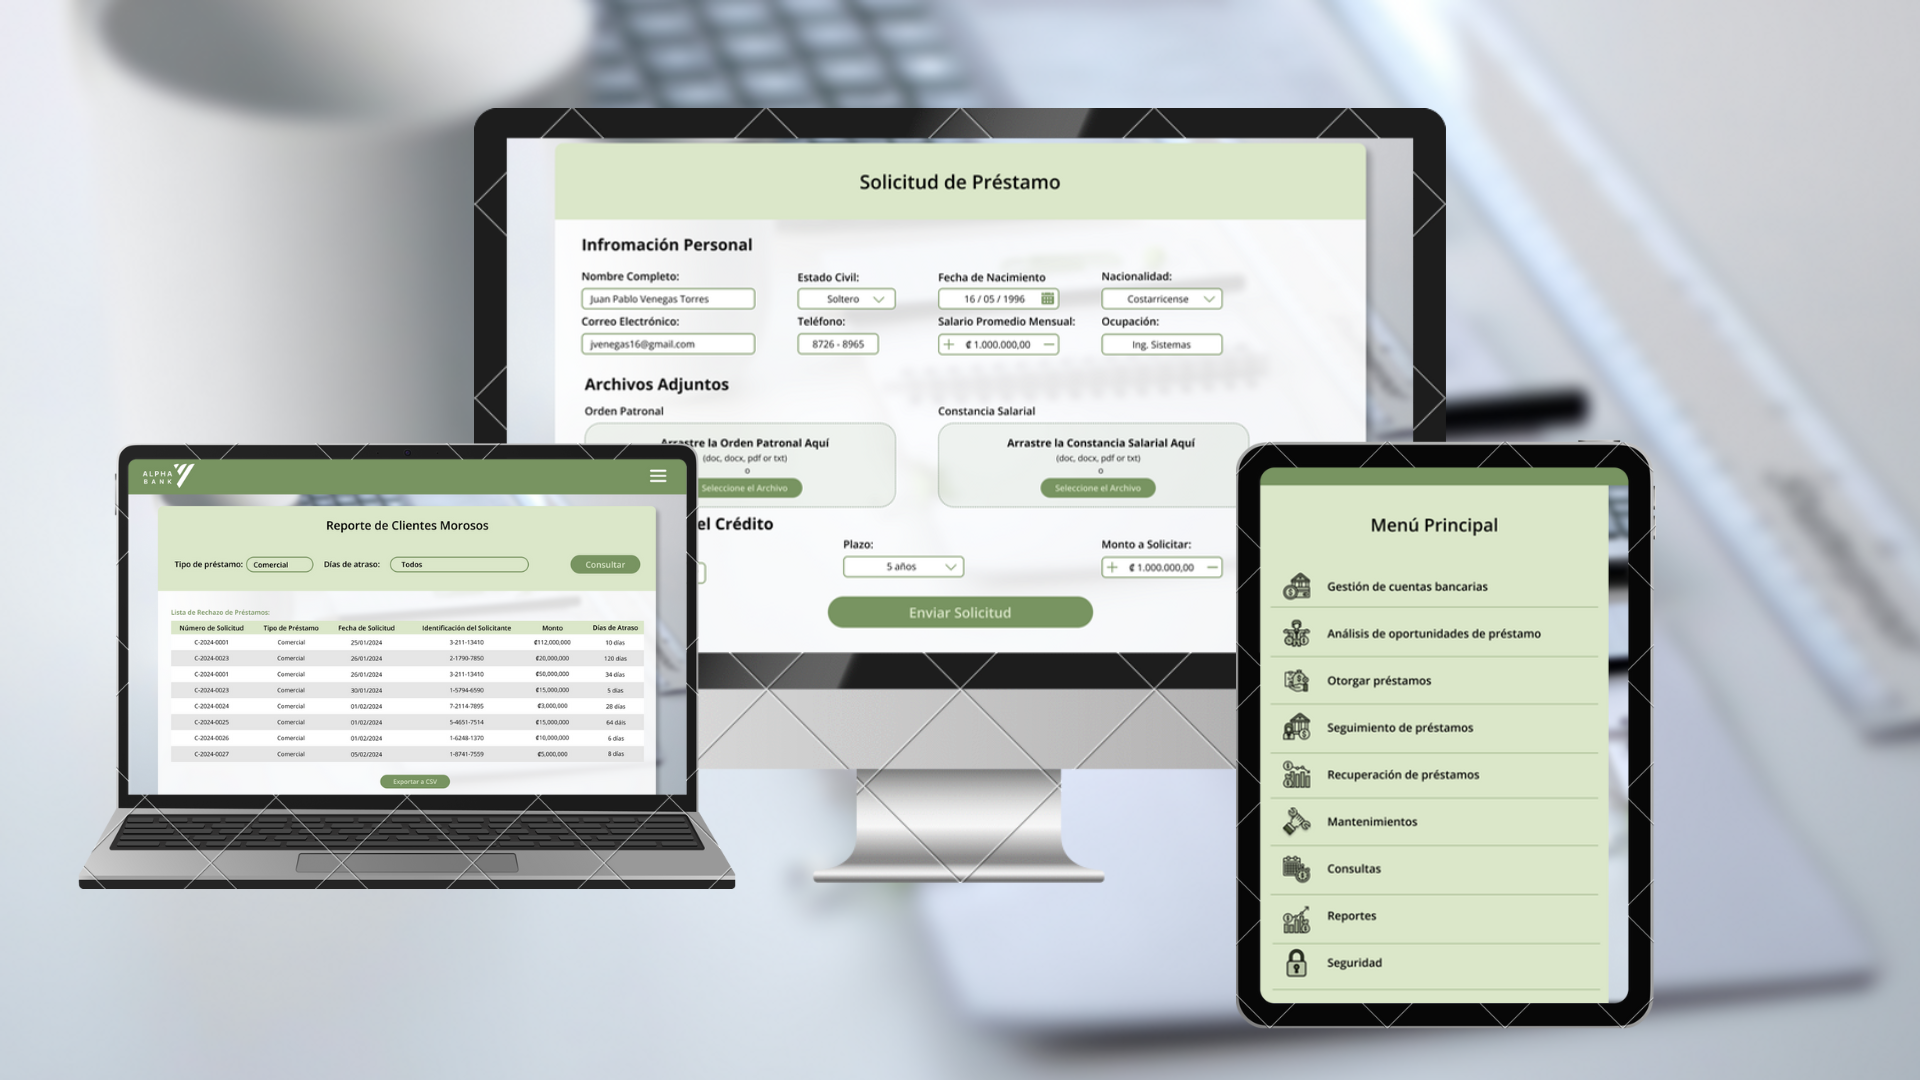 Solicitud de Préstamo
Infromación Personal
Nombre Completo: Estado Civil: Fecha de Nacimiento Nacionalidad:
Juan Pablo Venegas Torres Soltero 16 / 05 / 1996 Costarricense
Correo Electrónico: Teléfono: Salario Promedio Mensual: Ocupación:
jvenegas16@gmail.com 8726 - 8965 + ₡ 1.000.000,00 — Ing. Sistemas
Archivos Adjuntos
Orden Patronal Constancia Salarial
Arrastre la Orden Patronal Aquí Arrastre la Constancia Salarial Aquí
(doc, docx, pdf or txt) (doc, docx, pdf or txt)
o o
Seleccione el Archivo Seleccione el Archivo
el Crédito
Plazo: Monto a Solicitar:
5 años + ₡ 1.000.000,00 —
Enviar Solicitud
ALPHA
BANK
Reporte de Clientes Morosos
Tipo de préstamo: Comercial Días de atraso: Todos Consultar
Lista de Rechazo de Préstamos:
Número de Solicitud Tipo de Préstamo Fecha de Solicitud Identificación del Solicitante Monto Días de Atraso
C-2024-0001 Comercial 25/01/2024 3-211-13410 ₡112,000,000 10 días
C-2024-0023 Comercial 26/01/2024 2-1790-7850 ₡20,000,000 120 días
C-2024-0001 Comercial 26/01/2024 3-211-13410 ₡50,000,000 34 días
C-2024-0023 Comercial 30/01/2024 1-5794-6590 ₡15,000,000 5 días
C-2024-0024 Comercial 01/02/2024 7-2114-7895 ₡3,000,000 28 días
C-2024-0025 Comercial 01/02/2024 5-4651-7514 ₡15,000,000 64 dáis
C-2024-0026 Comercial 01/02/2024 1-6248-1370 ₡10,000,000 6 días
C-2024-0027 Comercial 05/02/2024 1-8741-7559 ₡5,000,000 8 días
Exportar a CSV
Menú Principal
Gestión de cuentas bancarias
Análisis de oportunidades de préstamo
Otorgar préstamos
Seguimiento de préstamos
Recuperación de préstamos
Mantenimientos
Consultas
Reportes
Seguridad